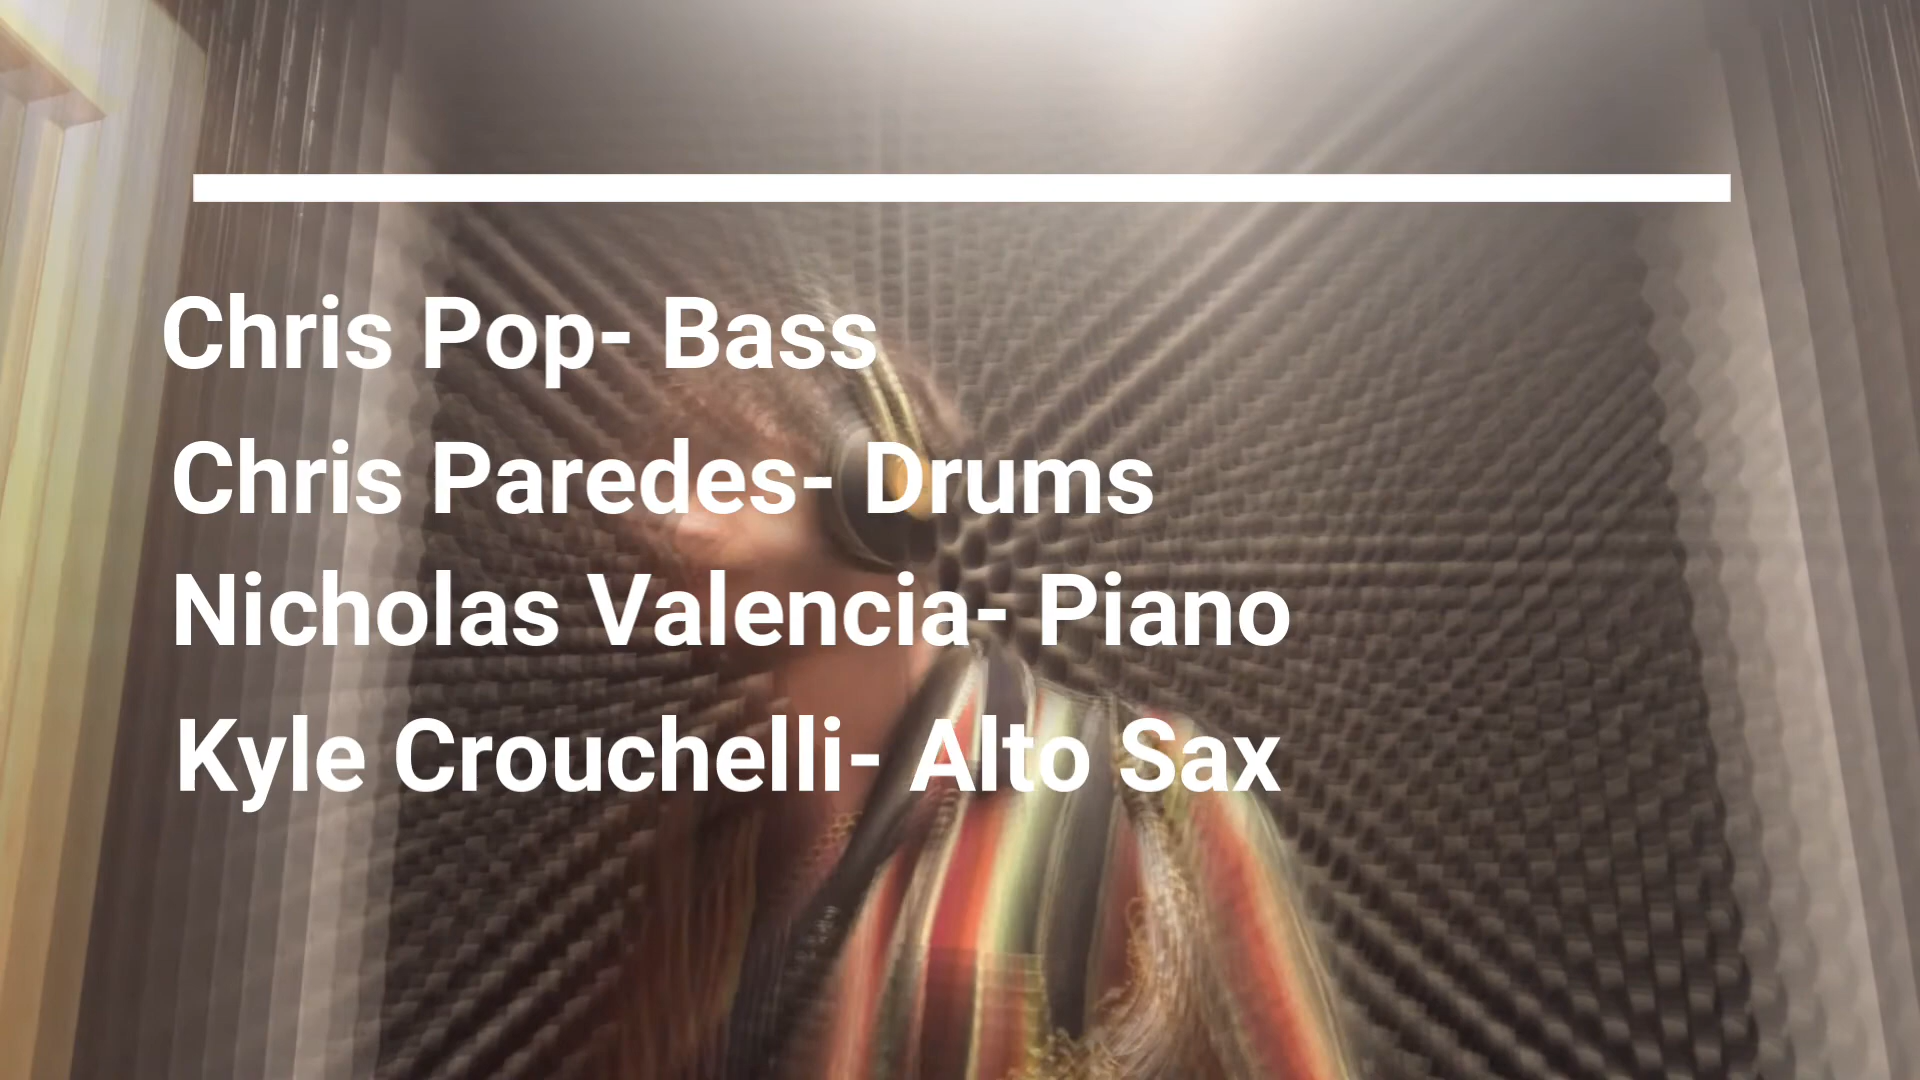 Chris Pop- Bass
Chris Paredes- Drums
Nicholas Valencia- Piano
Kyle Crouchelli- Alto Sax